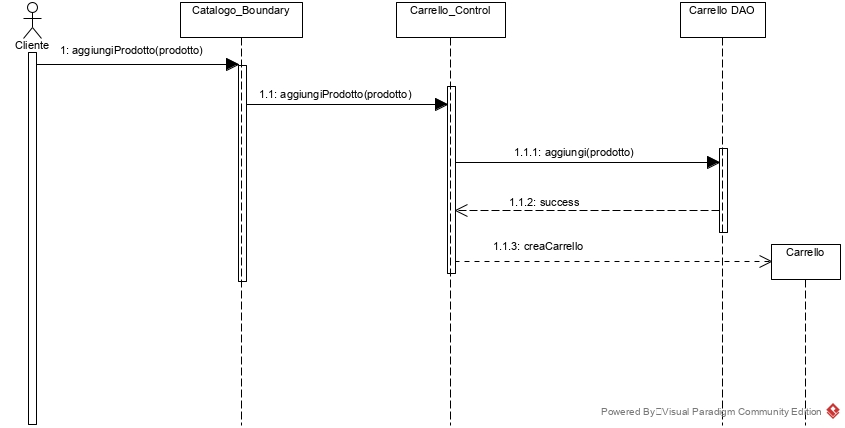 Catalogo_Boundary
Carrello_Control
Carrello DAO
Cliente
1: aggiungiProdotto(prodotto)
1.1: aggiungiProdotto(prodotto)
1.1.1: aggiungi(prodotto)
1.1.2: success
1.1.3: creaCarrello
Carrello
Powered By Visual Paradigm Community Edition